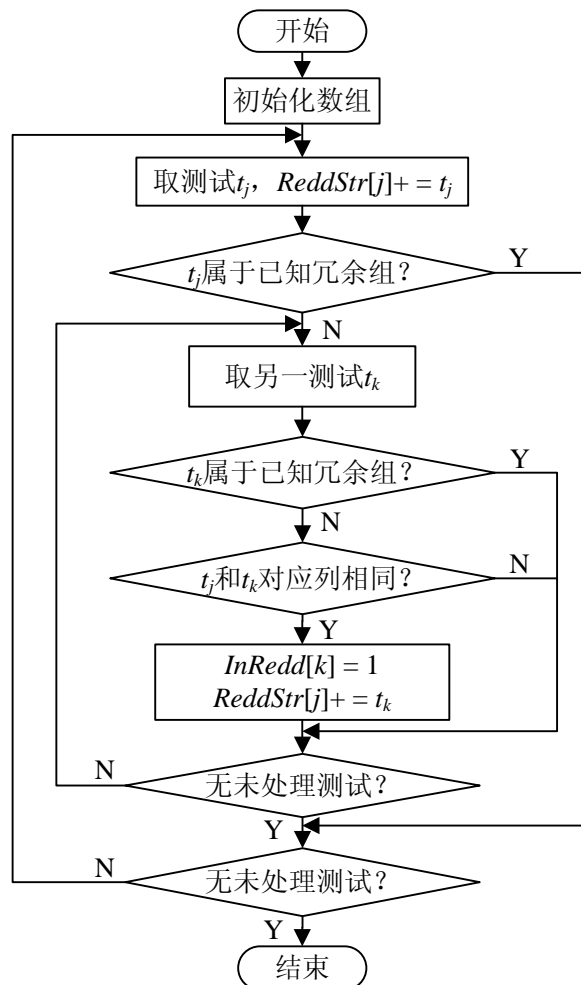 开始
初始化数组
取测试tj，ReddStr[j]+ = tj
tj属于已知冗余组？
Y
N
取另一测试tk
tk属于已知冗余组？
Y
N
tj和tk对应列相同？
N
Y
InRedd[k] = 1
ReddStr[j]+ = tk
N
无未处理测试？
Y
N
无未处理测试？
Y
结束